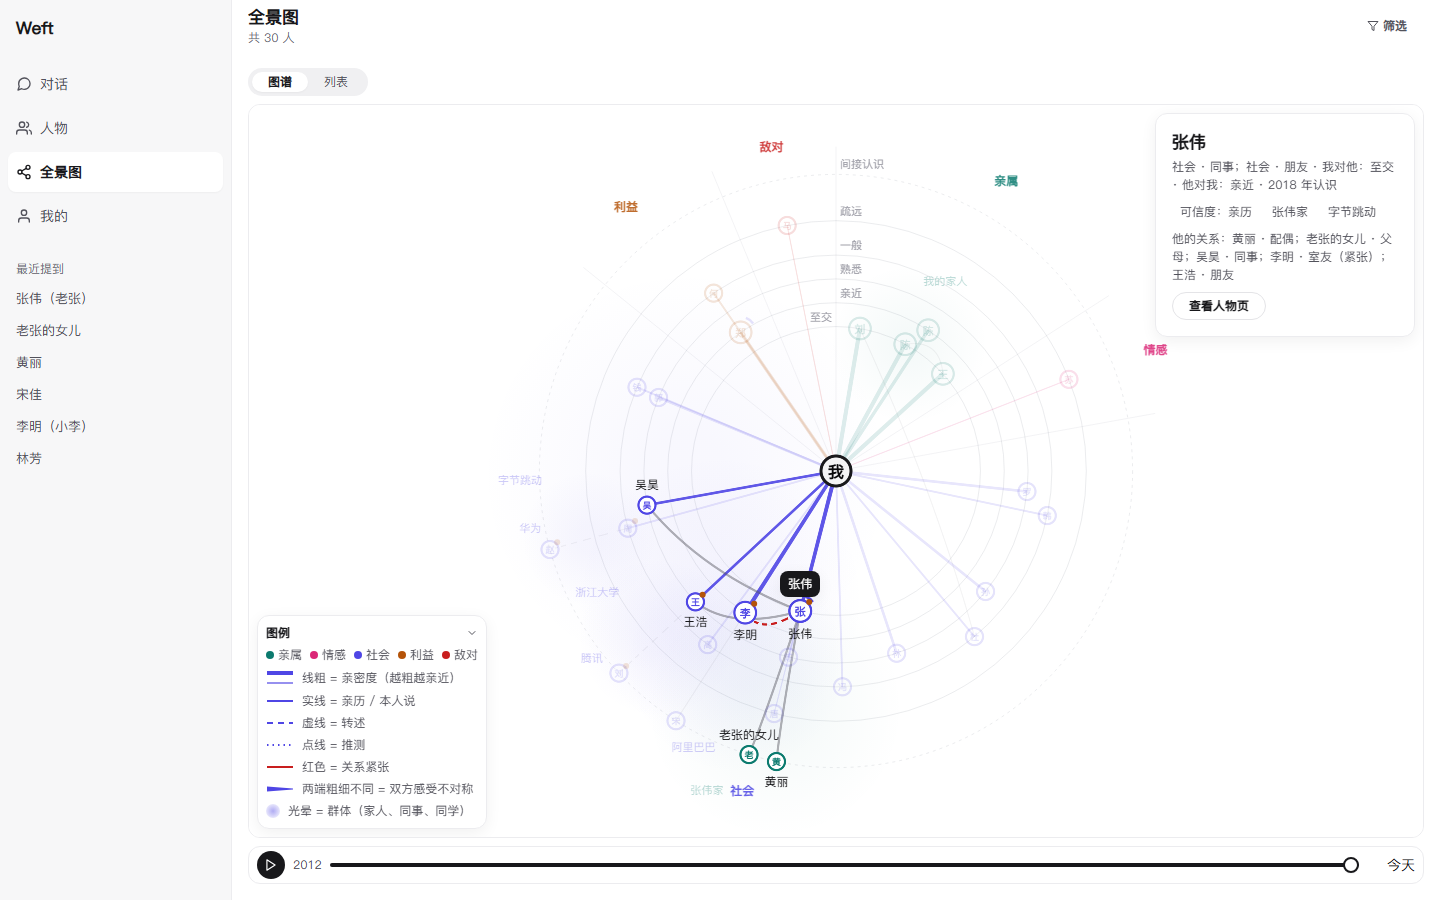 Weft
对话
人物
全景图
我的
最近提到
张伟（老张）
老张的女儿
黄丽
宋佳
李明（小李）
林芳
全景图
共 30 人
筛选
图谱
列表
敌对
间接认识
亲属
利益
疏远
一般
熟悉
亲近
至交
我的家人
情感
张伟
社会 · 同事；社会 · 朋友 · 我对他：至交
· 他对我：亲近 · 2018 年认识
可信度：亲历 张伟家 字节跳动
他的关系：黄丽 · 配偶；老张的女儿 · 父
母；吴昊 · 同事；李明 · 室友（紧张）；
王浩 · 朋友
查看人物页
我
字节跳动
吴昊
吴
华为
赵
浙江大学
张伟
王
李
张
王浩
李明
张伟
腾讯
刘
阿里巴巴
老张的女儿
老
黄
黄丽
张伟家
社会
王
陈
图例
亲属 情感 社会 利益 敌对
线粗 = 亲密度（越粗越亲近）
实线 = 亲历 / 本人说
虚线 = 转述
点线 = 推测
红色 = 关系紧张
两端粗细不同 = 双方感受不对称
光晕 = 群体（家人、同事、同学）
2012
今天